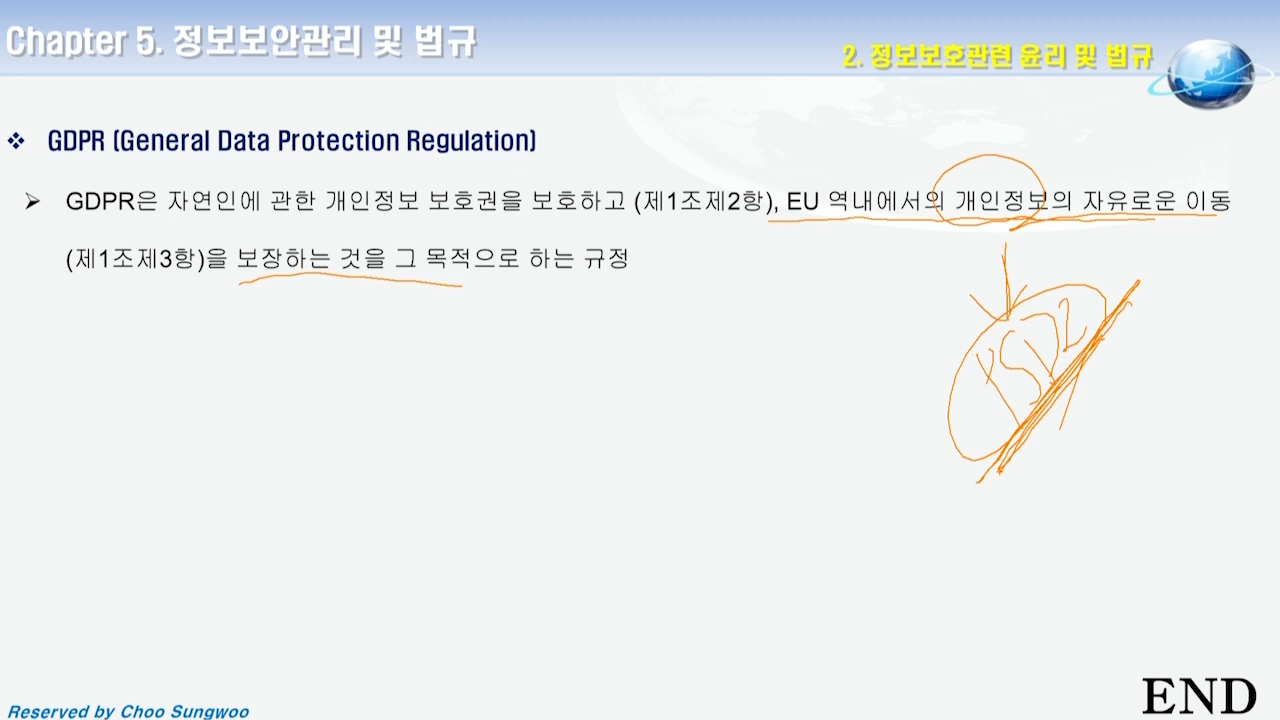 Chapter 5. 정보보안관리 및 법규
2. 정보보호관련 윤리 및 법규
❖ GDPR (General Data Protection Regulation)
➢ GDPR은 자연인에 관한 개인정보 보호권을 보호하고 (제1조제2항), EU 역내에서의 개인정보의 자유로운 이동
(제1조제3항)을 보장하는 것을 그 목적으로 하는 규정
END
Reserved by Choo Sungwoo